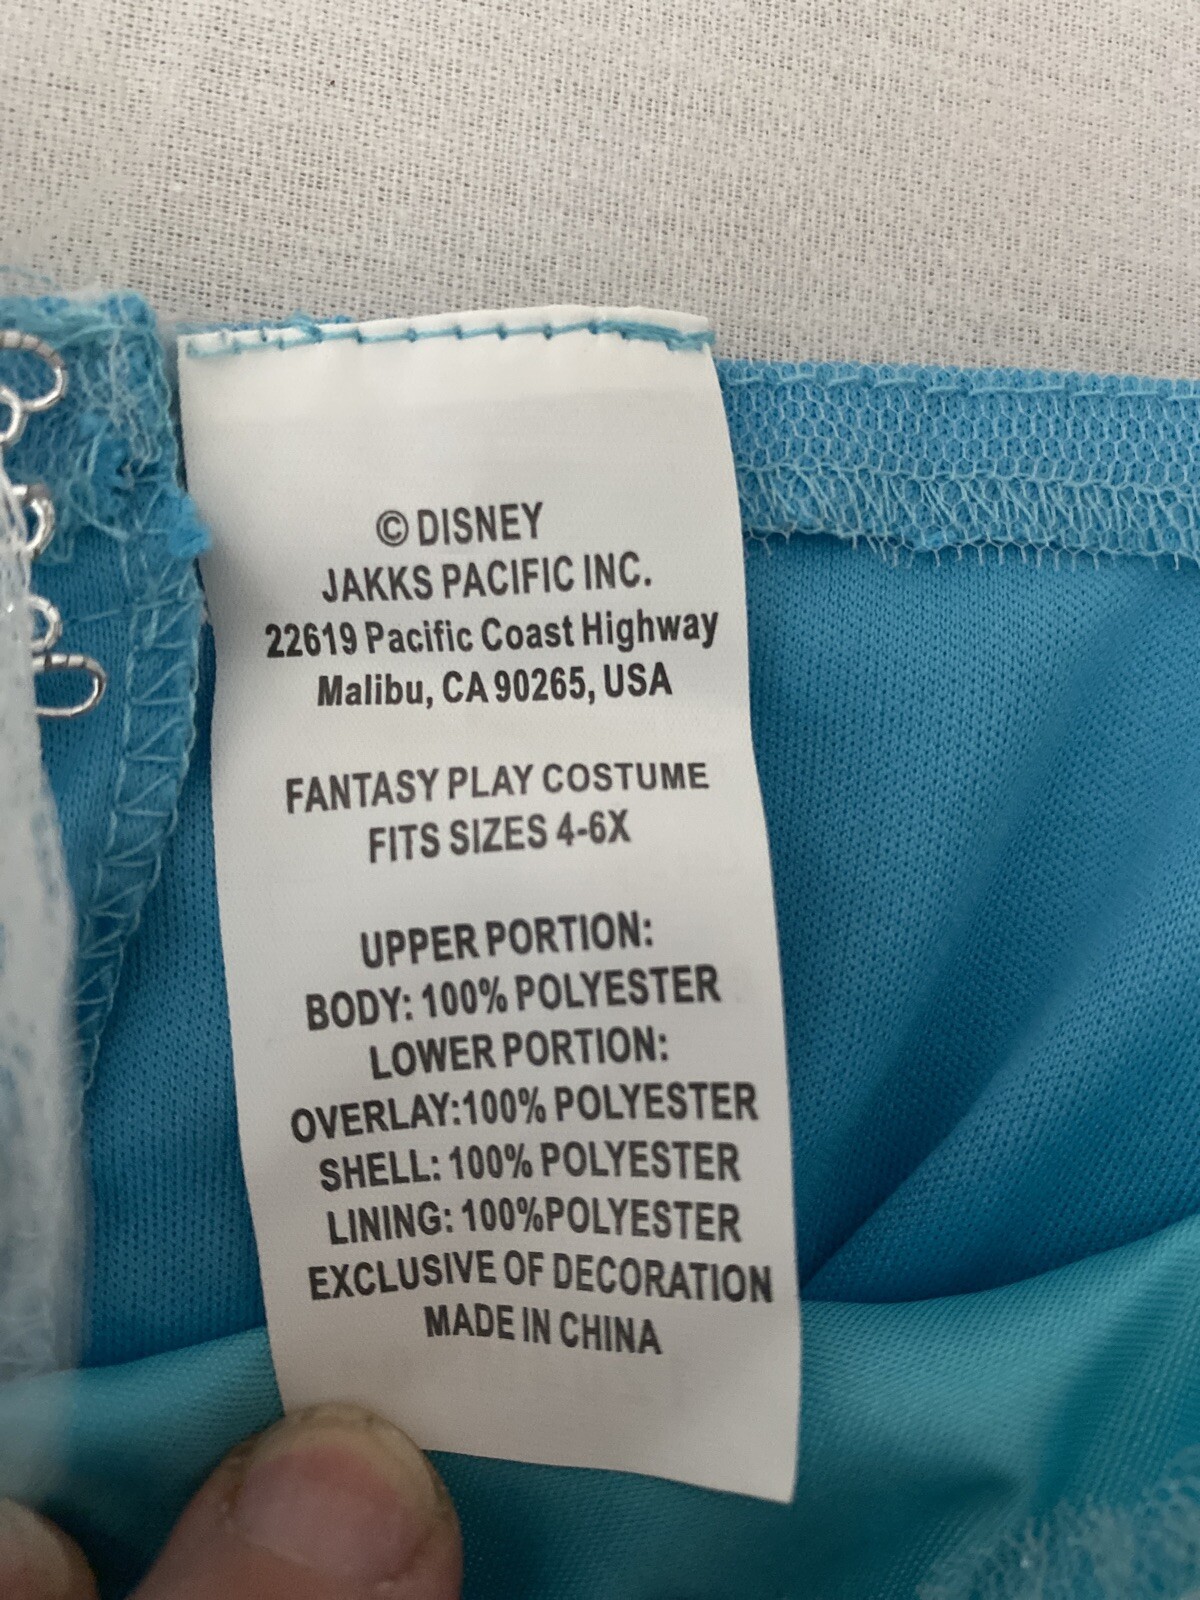 © DISNEY
JAKKS PACIFIC INC.
22619 Pacific Coast Highway
Malibu, CA 90265, USA
FANTASY PLAY COSTUME
FITS SIZES 4-6X
UPPER PORTION:
BODY: 100% POLYESTER
LOWER PORTION:
OVERLAY:100% POLYESTER
SHELL: 100% POLYESTER
LINING: 100%POLYESTER
EXCLUSIVE OF DECORATION
MADE IN CHINA